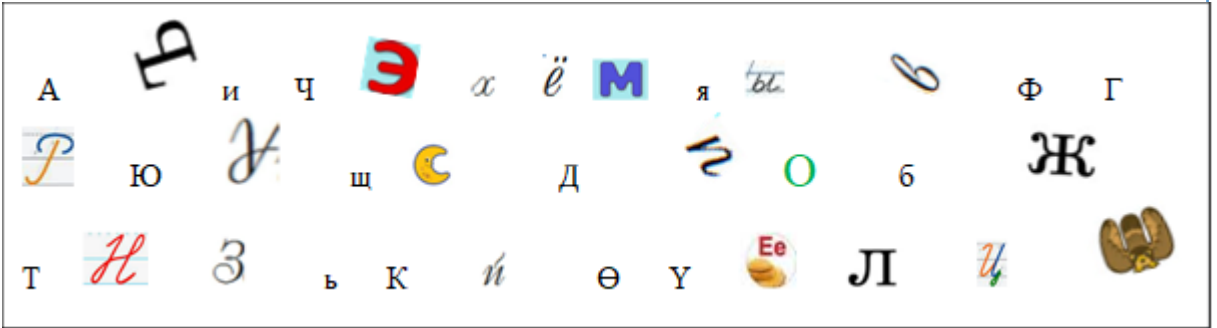 А Ъ и Ч Э х ё М я ы в Ф Г
Р Ю щ С Д О б Ж
Т Н З ь К й Ө Ү Ее Л Ц